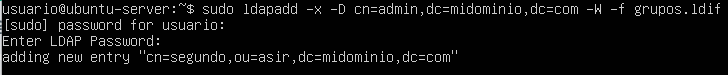 usuario@ubuntu-server:~$ sudo ldapadd -x -D cn=admin,dc=midominio,dc=com -W -f grupos.ldif
[sudo] password for usuario:
Enter LDAP Password:
adding new entry "cn=segundo,ou=asir,dc=midominio,dc=com"